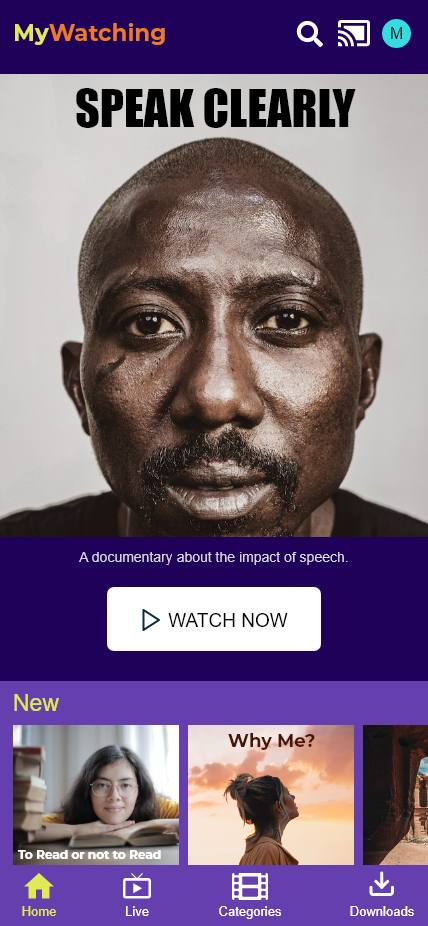 MyWatching
M
SPEAK CLEARLY
A documentary about the impact of speech.
WATCH NOW
New
Why Me?
To Read or not to Read
Home
Live
Categories
Downloads